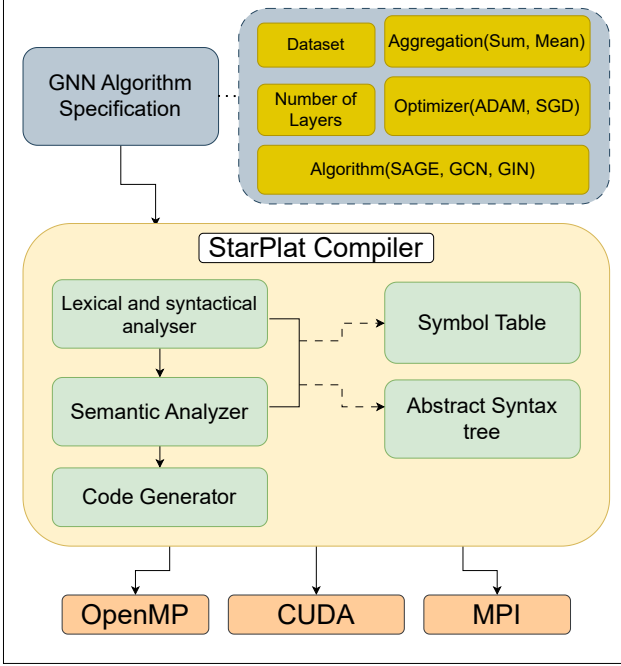 GNN Algorithm
Specification
Dataset
Aggregation(Sum, Mean)
Number of
Layers
Optimizer(ADAM, SGD)
Algorithm(SAGE, GCN, GIN)
StarPlat Compiler
Lexical and syntactical
analyser
Symbol Table
Semantic Analyzer
Abstract Syntax
tree
Code Generator
OpenMP
CUDA
MPI